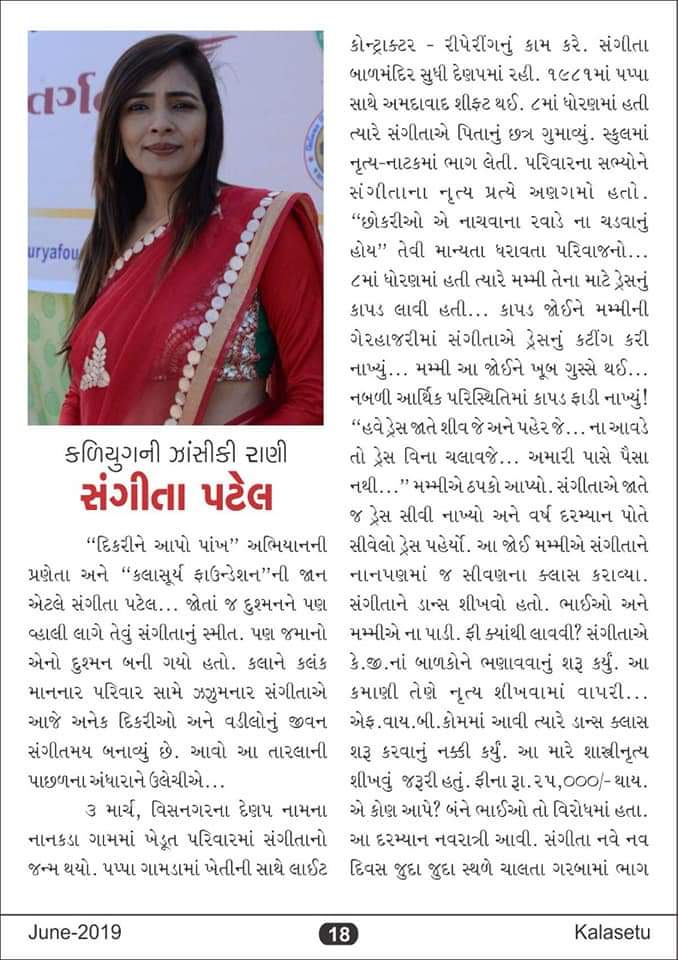 તર્ગત
uryafou
કળિયુગની ઝાંસીકી રાણી
સંગીતા પટેલ
“દિકરીને આપો પાંખ” અભિયાનની
પ્રણેતા અને “કલાસૂર્ય ફાઉન્ડેશન”ની જાન
એટલે સંગીતા પટેલ... જોતાં જ દુશ્મનને પણ
વ્હાલી લાગે તેવું સંગીતાનું સ્મીત. પણ જમાનો
એનો દુશ્મન બની ગયો હતો. કલાને કલંક
માનનાર પરિવાર સામે ઝઝુમનાર સંગીતાએ
આજે અનેક દિકરીઓ અને વડીલોનું જીવન
સંગીતમય બનાવ્યું છે. આવો આ તારલાની
પાછળના અંધારાને ઉલેચીએ...
૩ માર્ચ, વિસનગરના દેણપ નામના
નાનકડા ગામમાં ખેડૂત પરિવારમાં સંગીતાનો
જન્મ થયો. પપ્પા ગામડામાં ખેતીની સાથે લાઈટ
કોન્ટ્રાક્ટર - રીપેરીંગનું કામ કરે. સંગીતા
બાળમંદિર સુધી દેણપમાં રહી. ૧૯૮૧માં પપ્પા
સાથે અમદાવાદ શીફ્ટ થઈ. ૮માં ધોરણમાં હતી
ત્યારે સંગીતાએ પિતાનું છત્ર ગુમાવ્યું. સ્કુલમાં
નૃત્ય-નાટકમાં ભાગ લેતી. પરિવારના સભ્યોને
સંગીતાના નૃત્ય પ્રત્યે અણગમો હતો.
“છોકરીઓ એ નાચવાના રવાડે ના ચડવાનું
હોય” તેવી માન્યતા ધરાવતા પરિવાજનો...
૮માં ધોરણમાં હતી ત્યારે મમ્મી તેના માટે ડ્રેસનું
કાપડ લાવી હતી... કાપડ જોઈને મમ્મીની
ગેરહાજરીમાં સંગીતાએ ડ્રેસનું કટીંગ કરી
નાખ્યું... મમ્મી આ જોઈને ખૂબ ગુસ્સે થઈ...
નબળી આર્થિક પરિસ્થિતિમાં કાપડ ફાડી નાખ્યું!
“હવે ડ્રેસ જાતે શીવ જે અને પહેર જે... ના આવડે
તો ડ્રેસ વિના ચલાવજે... અમારી પાસે પૈસા
નથી...” મમ્મીએ ઠપકો આપ્યો. સંગીતાએ જાતે
જ ડ્રેસ સીવી નાખ્યો અને વર્ષ દરમ્યાન પોતે
સીવેલો ડ્રેસ પહેર્યો. આ જોઈ મમ્મીએ સંગીતાને
નાનપણમાં જ સીવણના ક્લાસ કરાવ્યા.
સંગીતાને ડાન્સ શીખવો હતો. ભાઈઓ અને
મમ્મીએ ના પાડી. ફી ક્યાંથી લાવવી? સંગીતાએ
કે.જી.નાં બાળકોને ભણાવવાનું શરૂ કર્યું. આ
કમાણી તેણે નૃત્ય શીખવામાં વાપરી...
એફ.વાય.બી.કોમમાં આવી ત્યારે ડાન્સ ક્લાસ
શરૂ કરવાનું નક્કી કર્યું. આ મારે શાસ્ત્રીનૃત્ય
શીખવું જરૂરી હતું. ફીના રૂા.૨૫,૦૦૦/- થાય.
એ કોણ આપે? બંને ભાઈઓ તો વિરોધમાં હતા.
આ દરમ્યાન નવરાત્રી આવી. સંગીતા નવે નવ
દિવસ જુદા જુદા સ્થળે ચાલતા ગરબામાં ભાગ
June-2019
18
Kalasetu